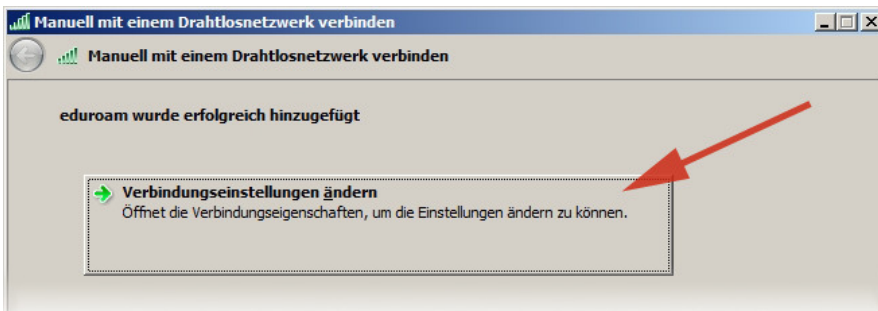 Manuell mit einem Drahtlosnetzwerk verbinden
Manuell mit einem Drahtlosnetzwerk verbinden
eduroam wurde erfolgreich hinzugefügt
Verbindungseinstellungen ändern
Öffnet die Verbindungseigenschaften, um die Einstellungen ändern zu können.